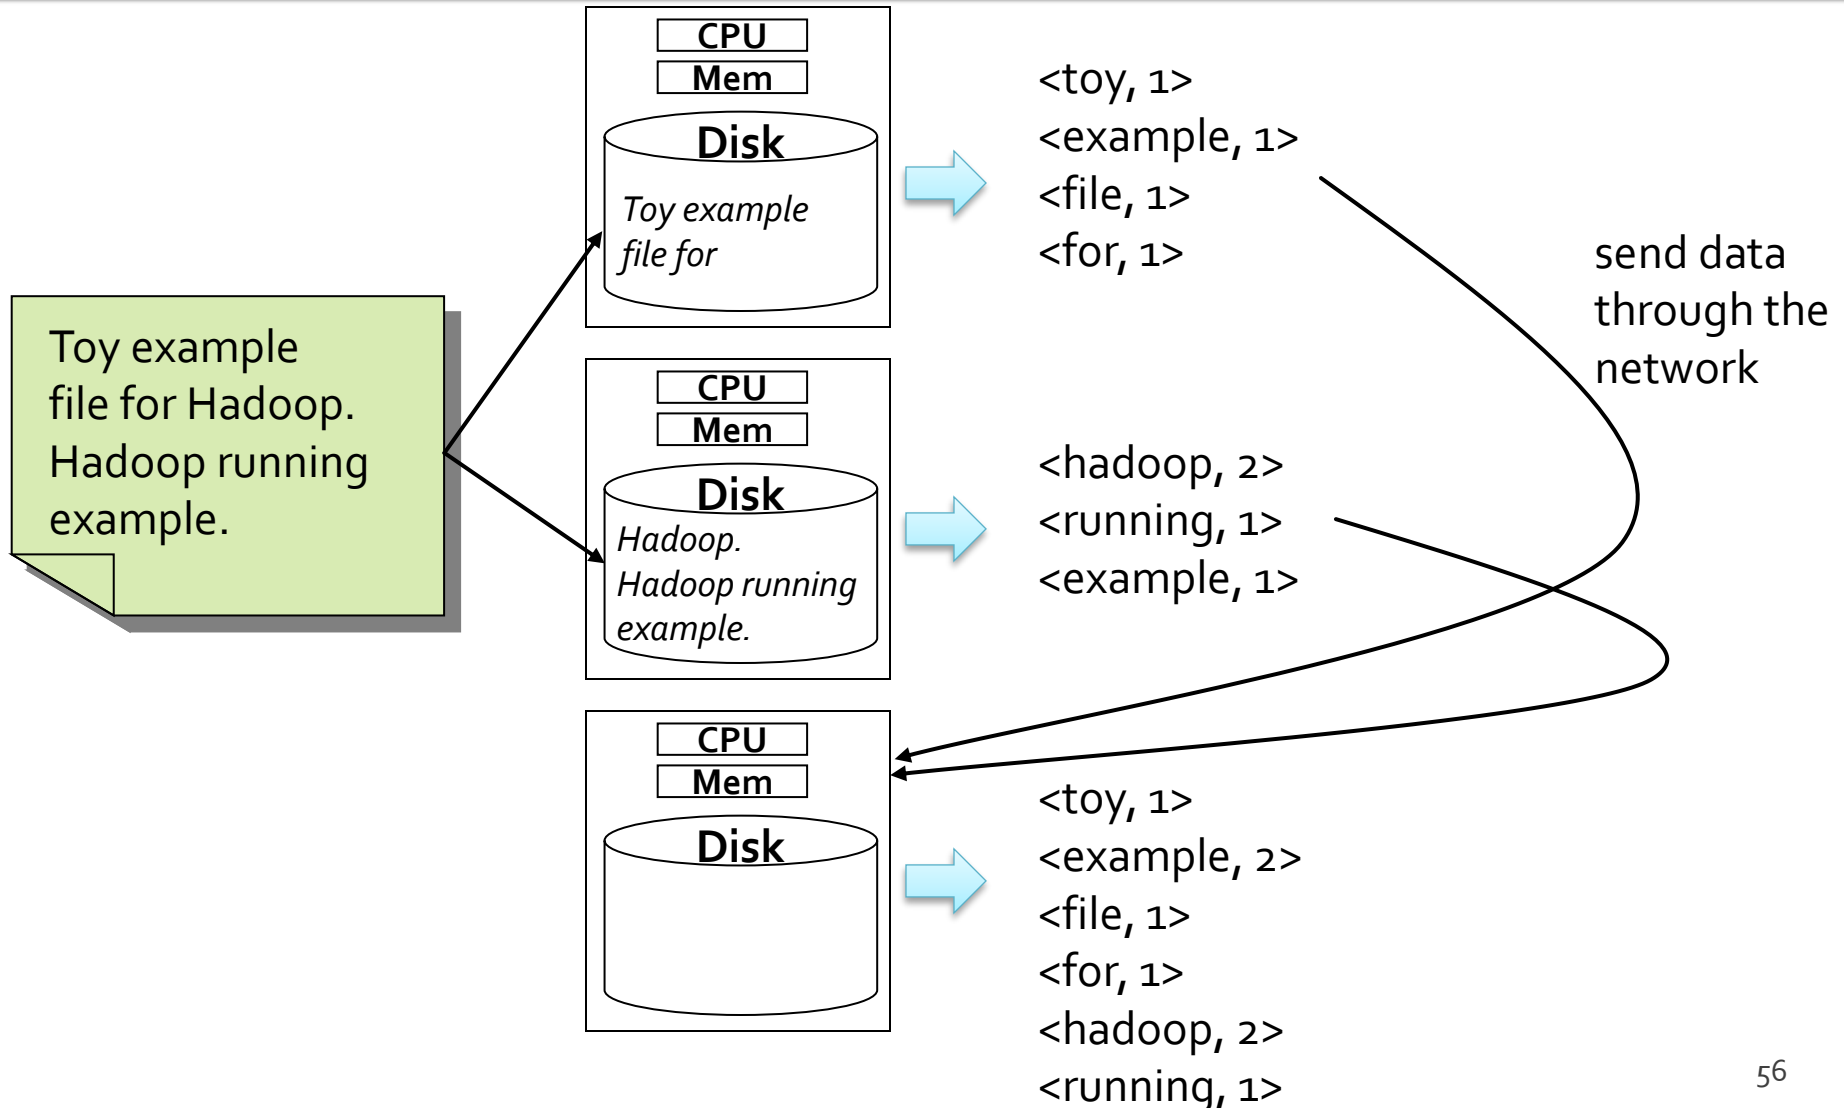 Toy example
file for Hadoop.
Hadoop running
example.
CPU
Mem
Disk
Toy example
file for
<toy, 1>
<example, 1>
<file, 1>
<for, 1>
send data
through the
network
CPU
Mem
Disk
Hadoop.
Hadoop running
example.
<hadoop, 2>
<running, 1>
<example, 1>
CPU
Mem
Disk
<toy, 1>
<example, 2>
<file, 1>
<for, 1>
<hadoop, 2>
<running, 1>
56